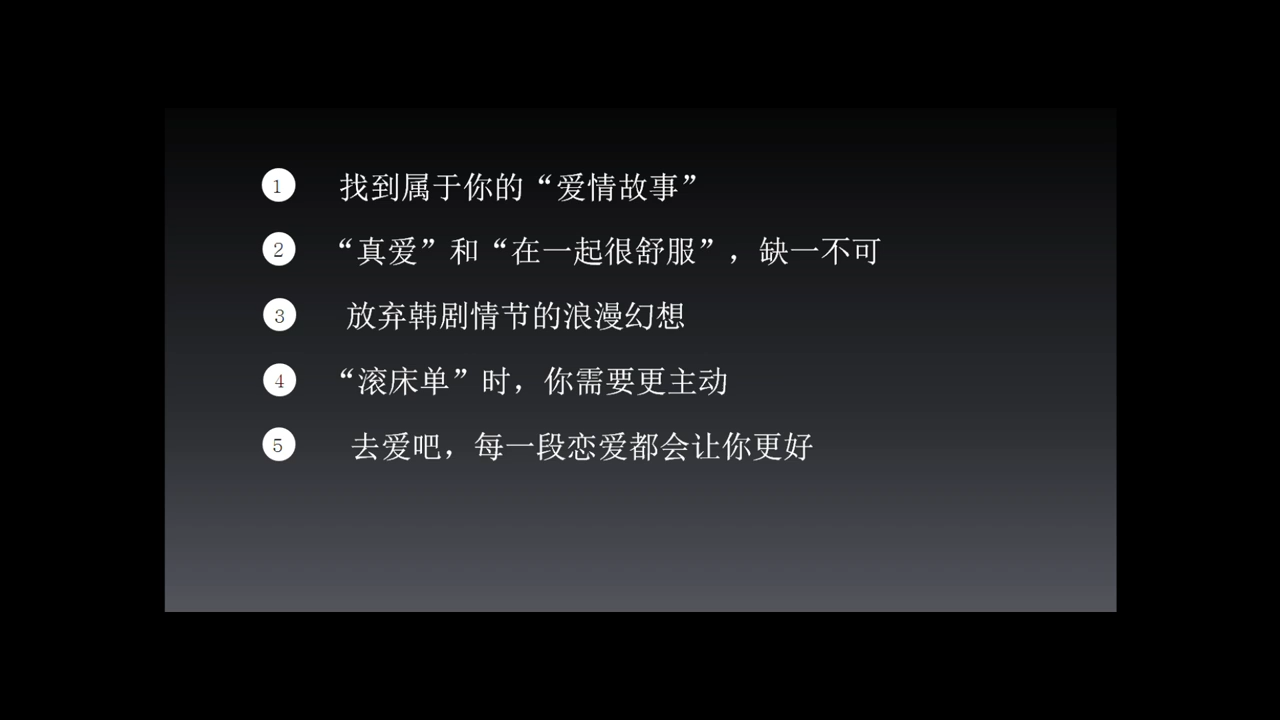 1 找到属于你的“爱情故事”
2 “真爱”和“在一起很舒服”，缺一不可
3 放弃韩剧情节的浪漫幻想
4 “滚床单”时，你需要更主动
5 去爱吧，每一段恋爱都会让你更好